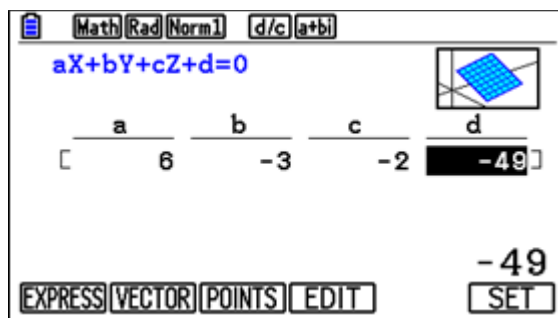 Math Rad Norm1 d/c a+bi
aX+bY+cZ+d=0
a b c d
[ 6 -3 -2 -49 ]
-49
EXPRESS VECTOR POINTS EDIT SET